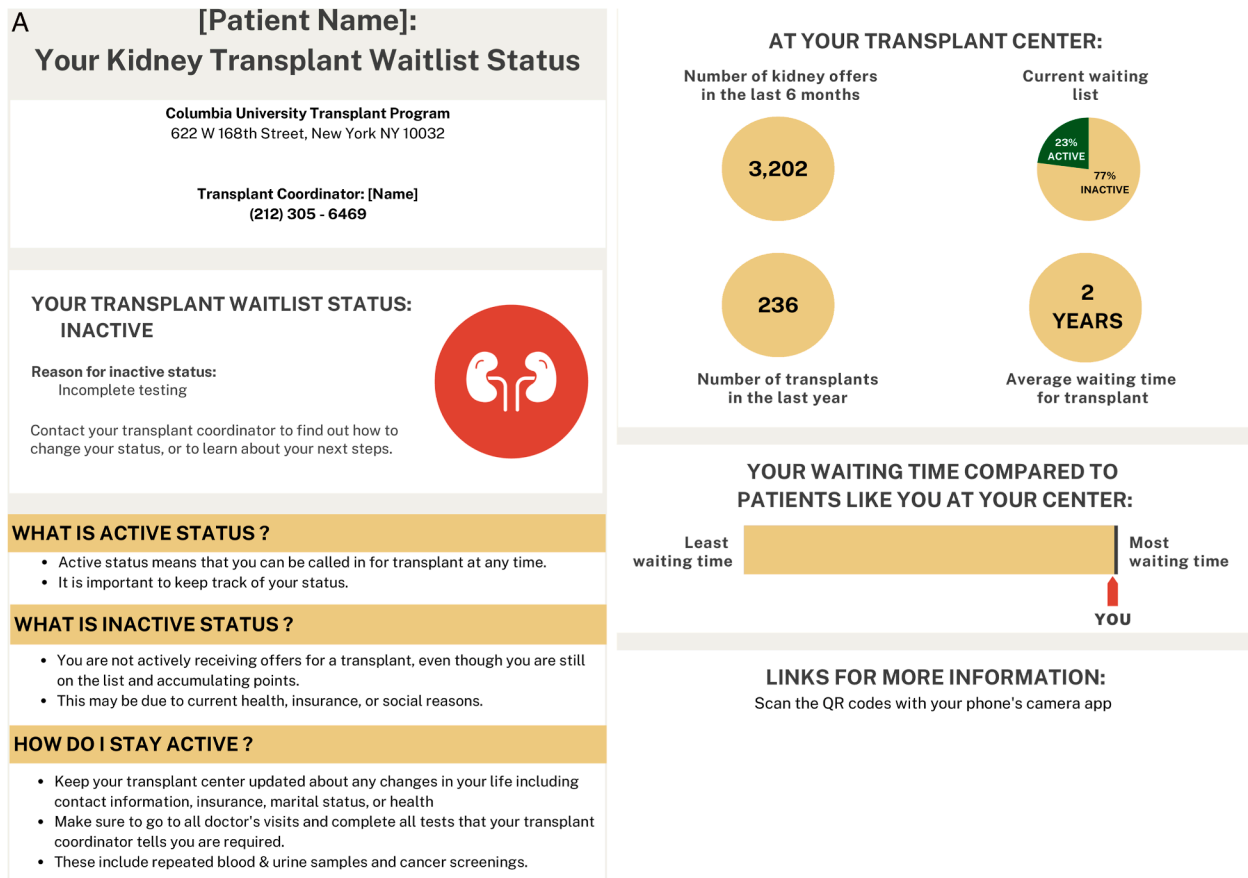 A
[Patient Name]:
Your Kidney Transplant Waitlist Status
Columbia University Transplant Program
622 W 168th Street, New York NY 10032
Transplant Coordinator: [Name]
(212) 305 - 6469
YOUR TRANSPLANT WAITLIST STATUS:
INACTIVE
Reason for inactive status:
Incomplete testing
Contact your transplant coordinator to find out how to
change your status, or to learn about your next steps.
WHAT IS ACTIVE STATUS ?
• Active status means that you can be called in for transplant at any time.
• It is important to keep track of your status.
WHAT IS INACTIVE STATUS ?
• You are not actively receiving offers for a transplant, even though you are still
on the list and accumulating points.
• This may be due to current health, insurance, or social reasons.
HOW DO I STAY ACTIVE ?
• Keep your transplant center updated about any changes in your life including
contact information, insurance, marital status, or health
• Make sure to go to all doctor's visits and complete all tests that your transplant
coordinator tells you are required.
• These include repeated blood & urine samples and cancer screenings.
AT YOUR TRANSPLANT CENTER:
Number of kidney offers
in the last 6 months
3,202
Current waiting
list
23%
ACTIVE
77%
INACTIVE
236
Number of transplants
in the last year
2
YEARS
Average waiting time
for transplant
YOUR WAITING TIME COMPARED TO
PATIENTS LIKE YOU AT YOUR CENTER:
Least
waiting time
Most
waiting time
YOU
LINKS FOR MORE INFORMATION:
Scan the QR codes with your phone's camera app